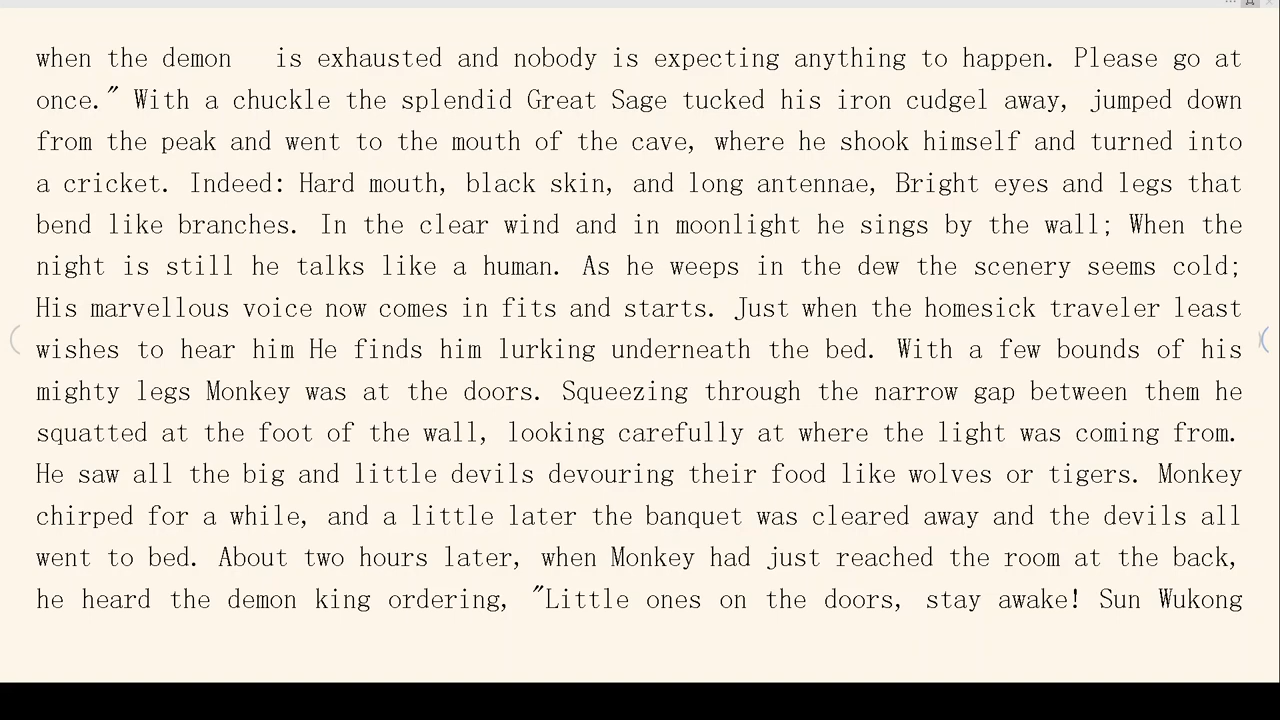 when the demon is exhausted and nobody is expecting anything to happen. Please go at
once." With a chuckle the splendid Great Sage tucked his iron cudgel away, jumped down
from the peak and went to the mouth of the cave, where he shook himself and turned into
a cricket. Indeed: Hard mouth, black skin, and long antennae, Bright eyes and legs that
bend like branches. In the clear wind and in moonlight he sings by the wall; When the
night is still he talks like a human. As he weeps in the dew the scenery seems cold;
His marvellous voice now comes in fits and starts. Just when the homesick traveler least
wishes to hear him He finds him lurking underneath the bed. With a few bounds of his
mighty legs Monkey was at the doors. Squeezing through the narrow gap between them he
squatted at the foot of the wall, looking carefully at where the light was coming from.
He saw all the big and little devils devouring their food like wolves or tigers. Monkey
chirped for a while, and a little later the banquet was cleared away and the devils all
went to bed. About two hours later, when Monkey had just reached the room at the back,
he heard the demon king ordering, "Little ones on the doors, stay awake! Sun Wukong